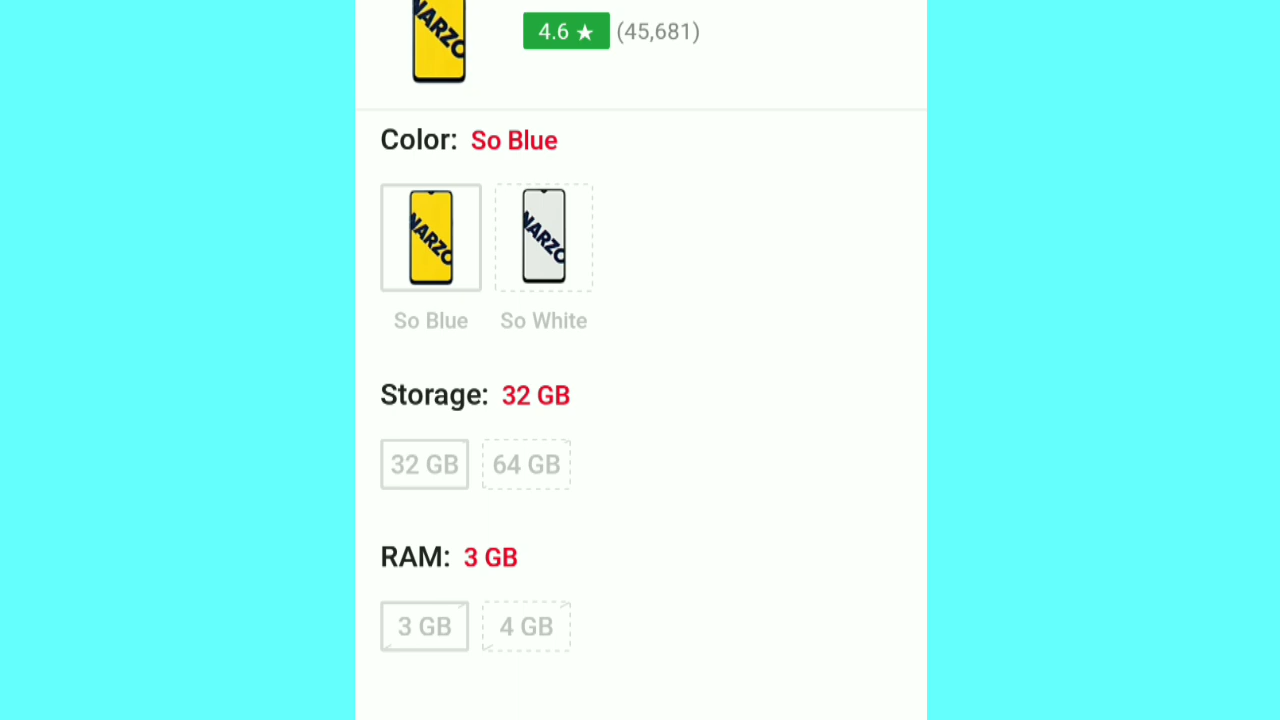 NARZO
4.6 ★ (45,681)
Color: So Blue
NARZO
NARZO
So Blue
So White
Storage: 32 GB
32 GB
64 GB
RAM: 3 GB
3 GB
4 GB